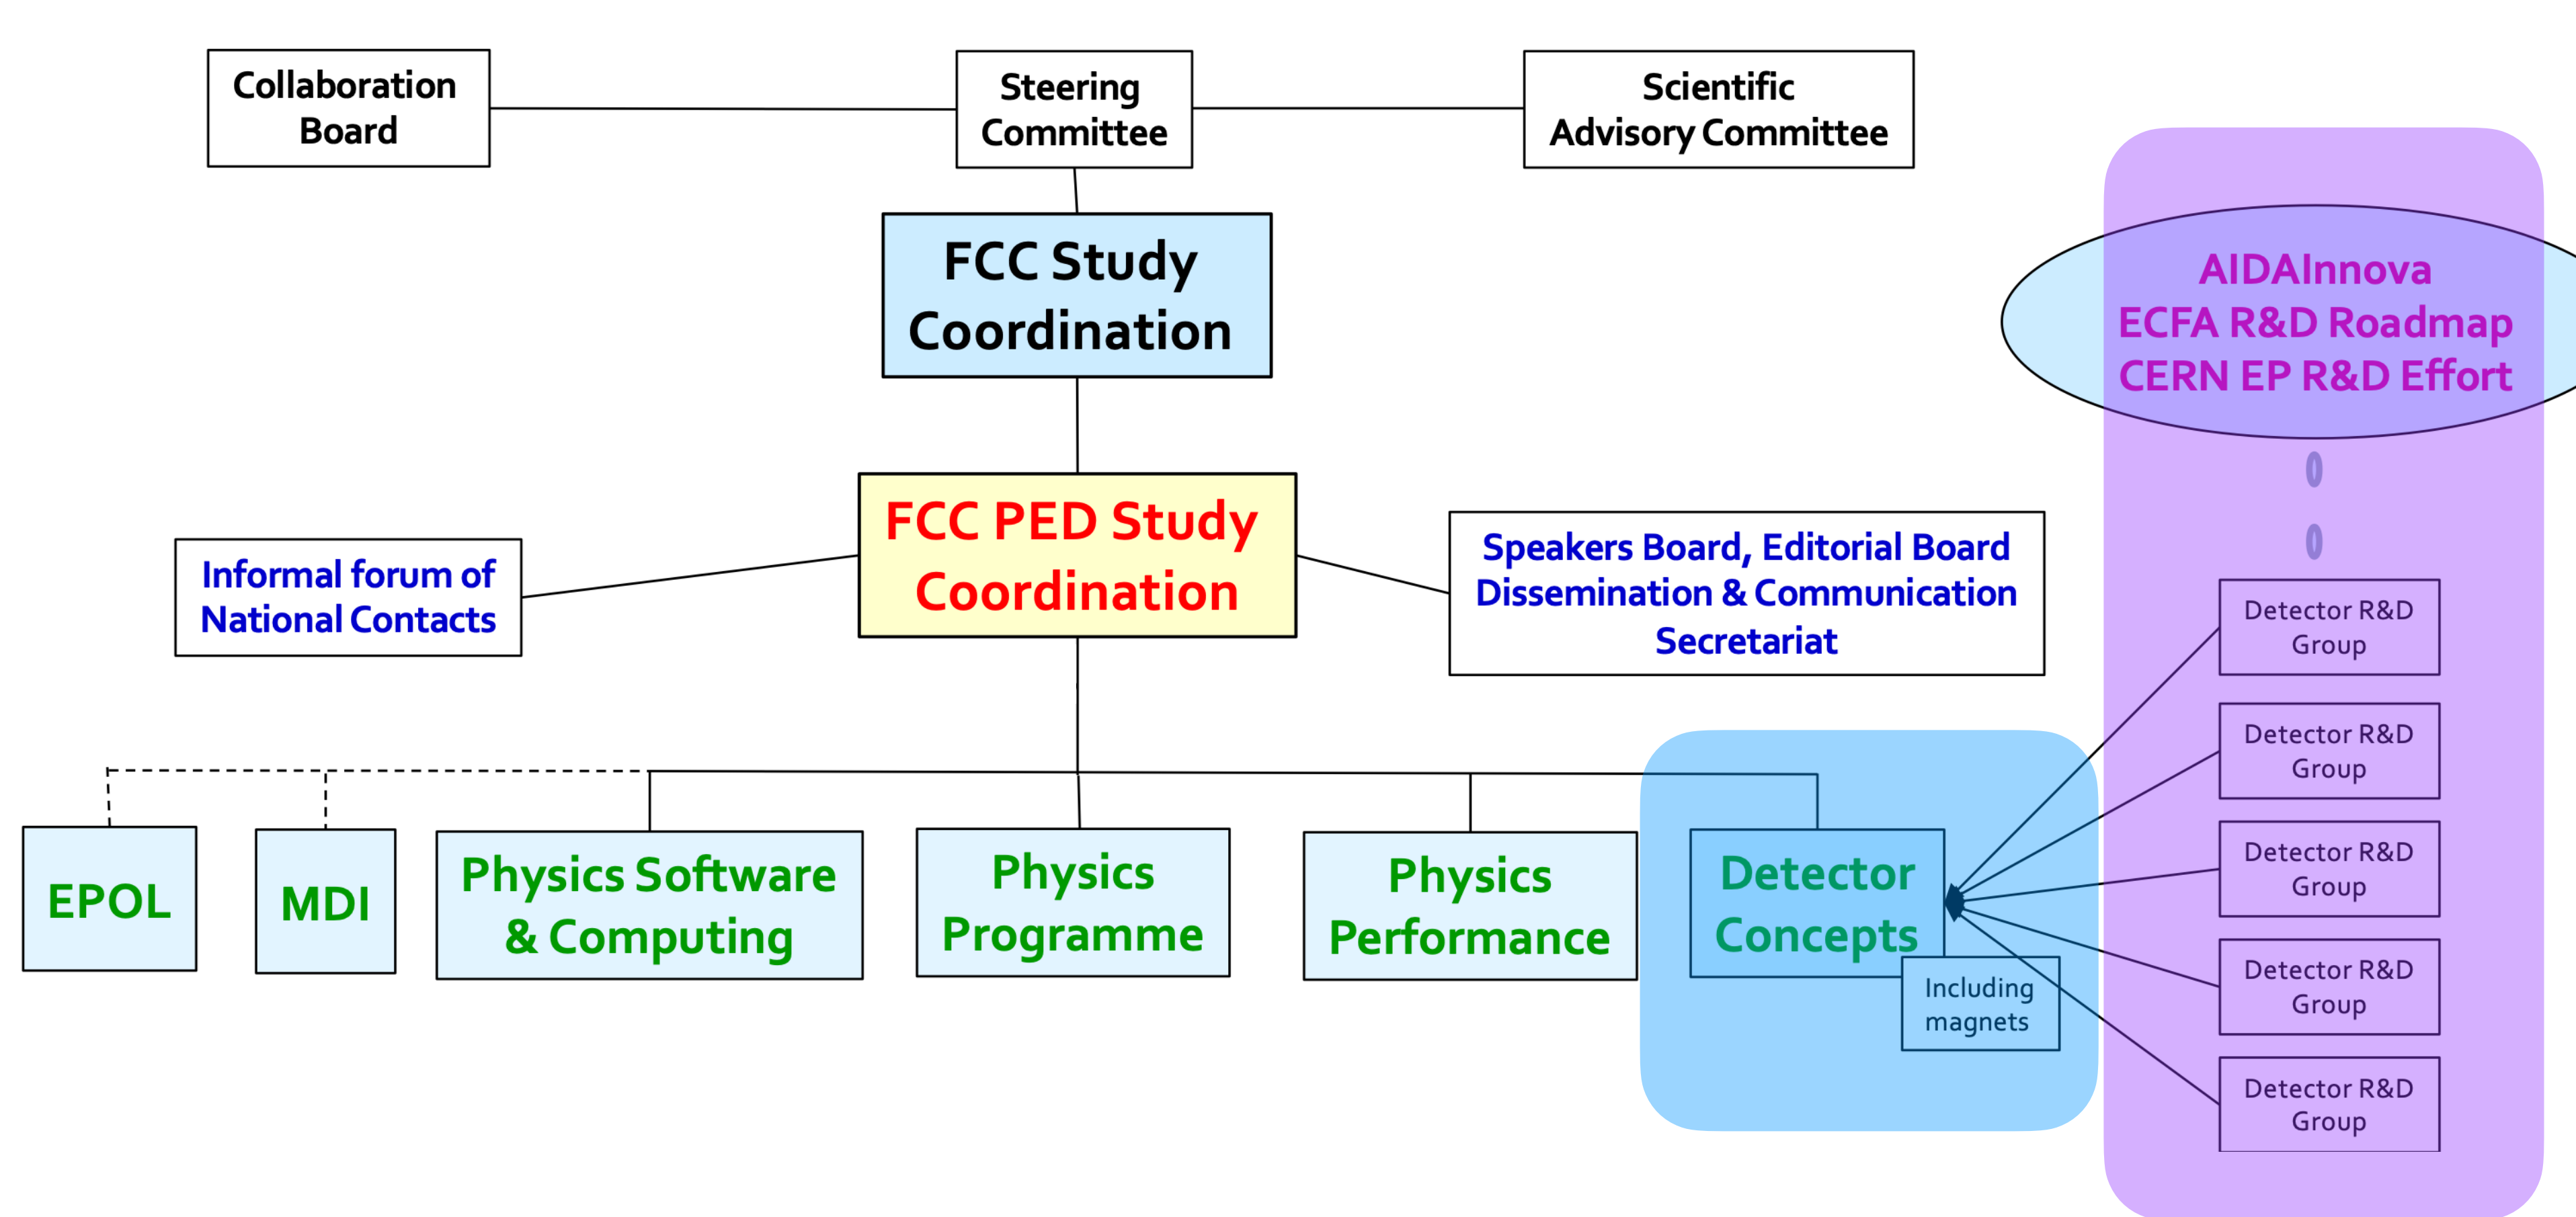 Collaboration
Board
Steering
Committee
Scientific
Advisory Committee
FCC Study
Coordination
AIDAInnova
ECFA R&D Roadmap
CERN EP R&D Effort
FCC PED Study
Coordination
Informal forum of
National Contacts
Speakers Board, Editorial Board
Dissemination & Communication
Secretariat
Detector R&D
Group
Detector R&D
Group
Detector R&D
Group
Detector R&D
Group
Detector R&D
Group
EPOL
MDI
Physics Software
& Computing
Physics
Programme
Physics
Performance
Detector
Concepts
Including
magnets